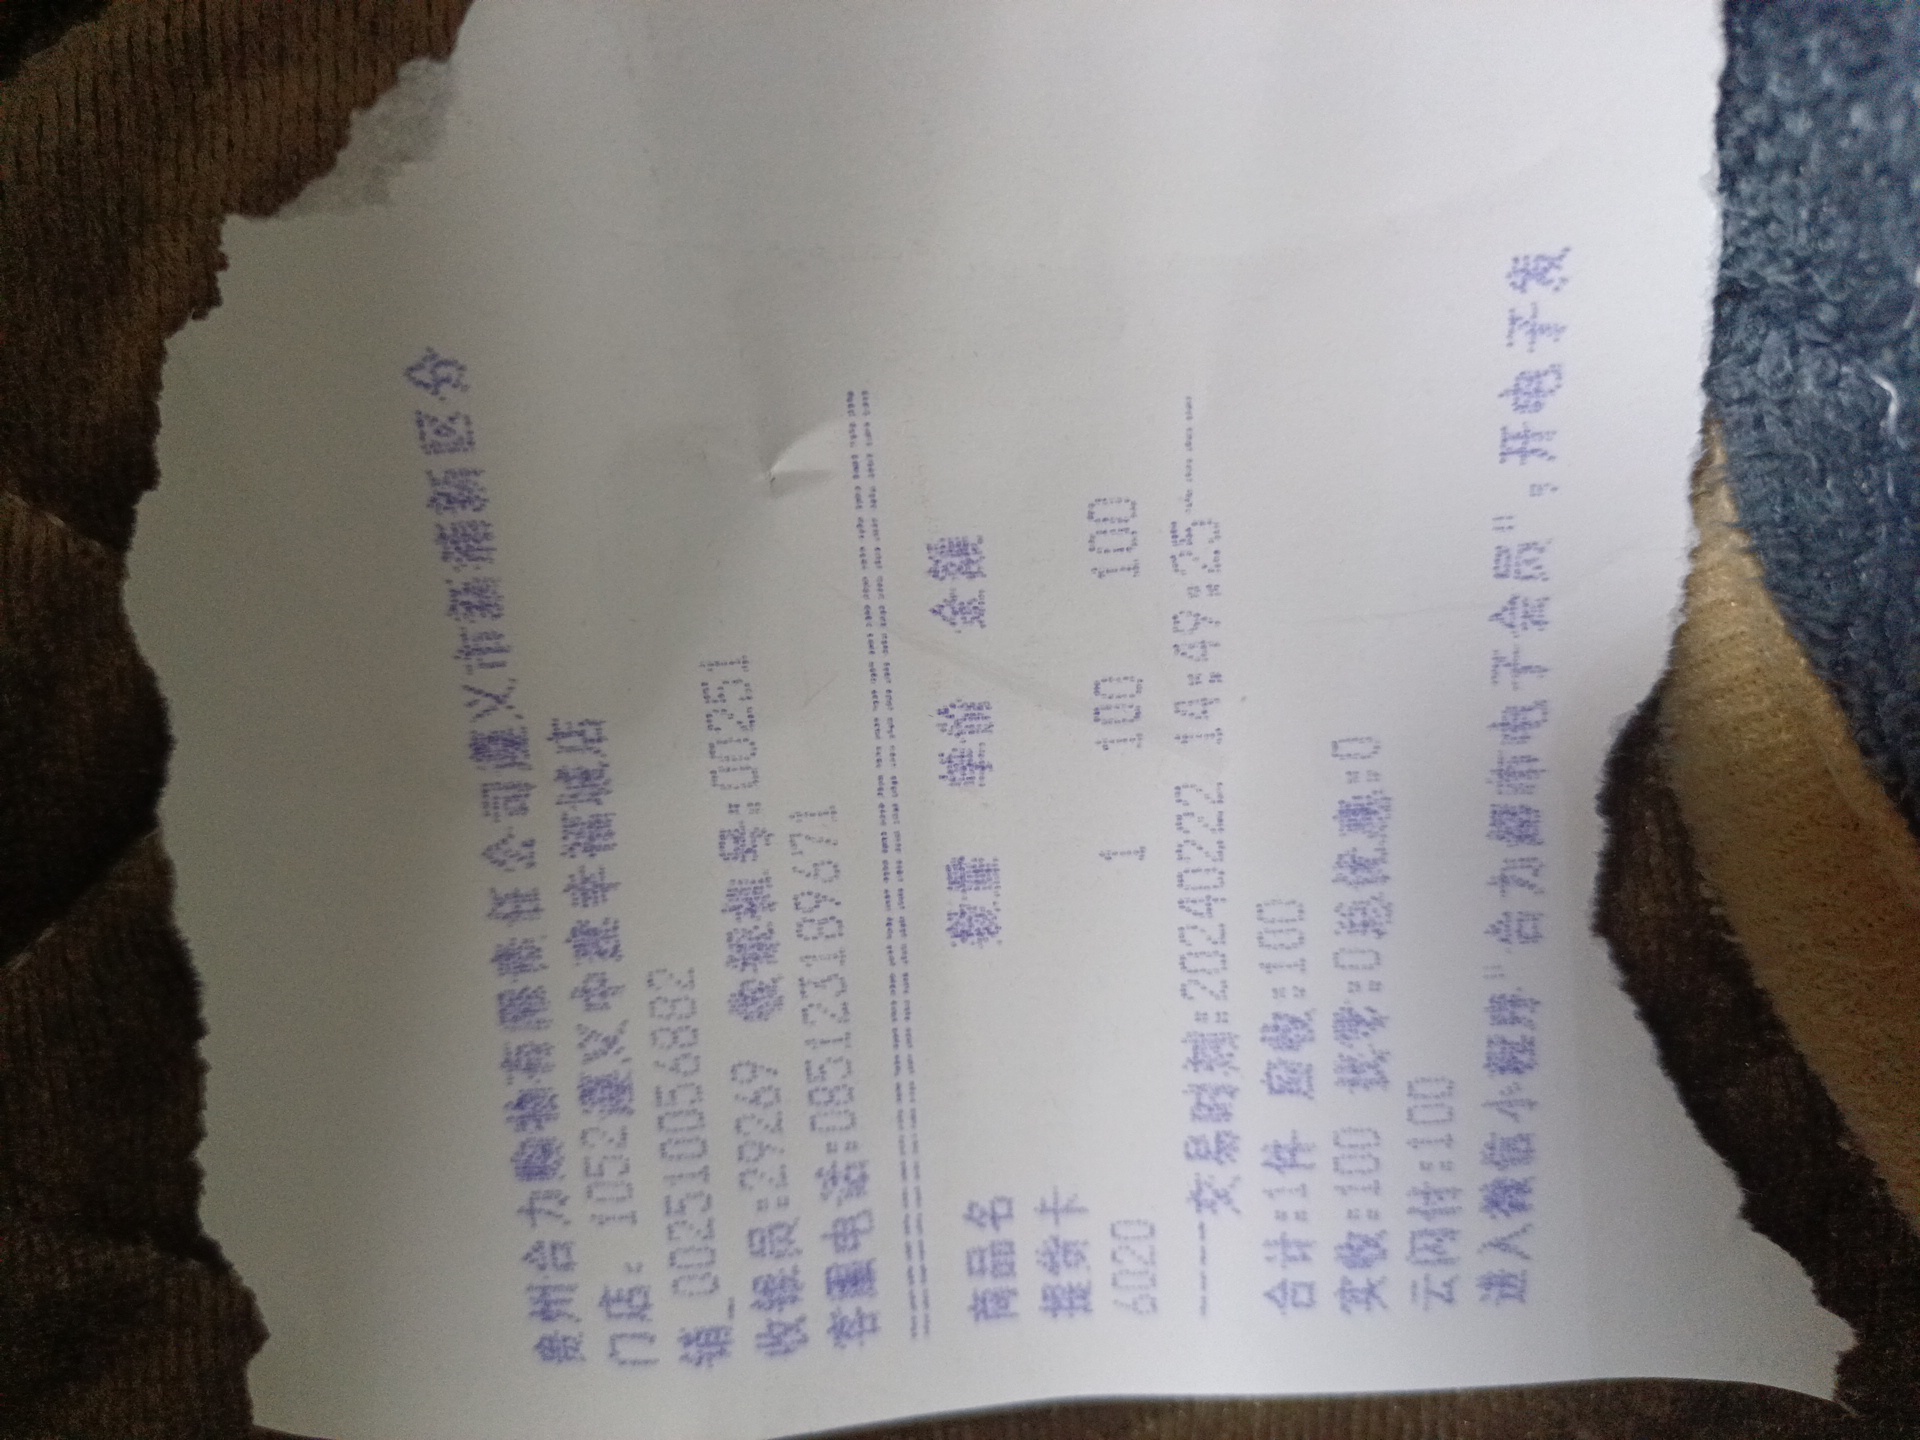 贵州合力购物有限责任公司遵义市新蒲新区分
门店: 1052遵义中建幸福城店
销_0025110056882
收银员:29269 收银机号:00251
客服电话:085123189671
================================
商品名 数量 单价 金额
提货卡
6020 1 100 100
----交易时刻:20240222 14:49:25----
合计:1件 应收:100
实收:100 找零:0总优惠:0
云闪付:100
进入微信小程序"合力超市电子会员",开电子发